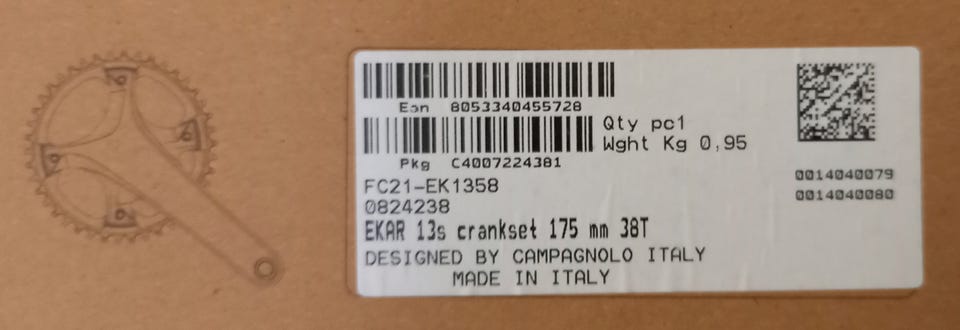 Ean 8053340455728
Qty pc1
Wght Kg 0,95
Pkg C4007224381
0014040079
0014040080
FC21-EK1358
0824238
EKAR 13s crankset 175 mm 38T
DESIGNED BY CAMPAGNOLO ITALY
MADE IN ITALY